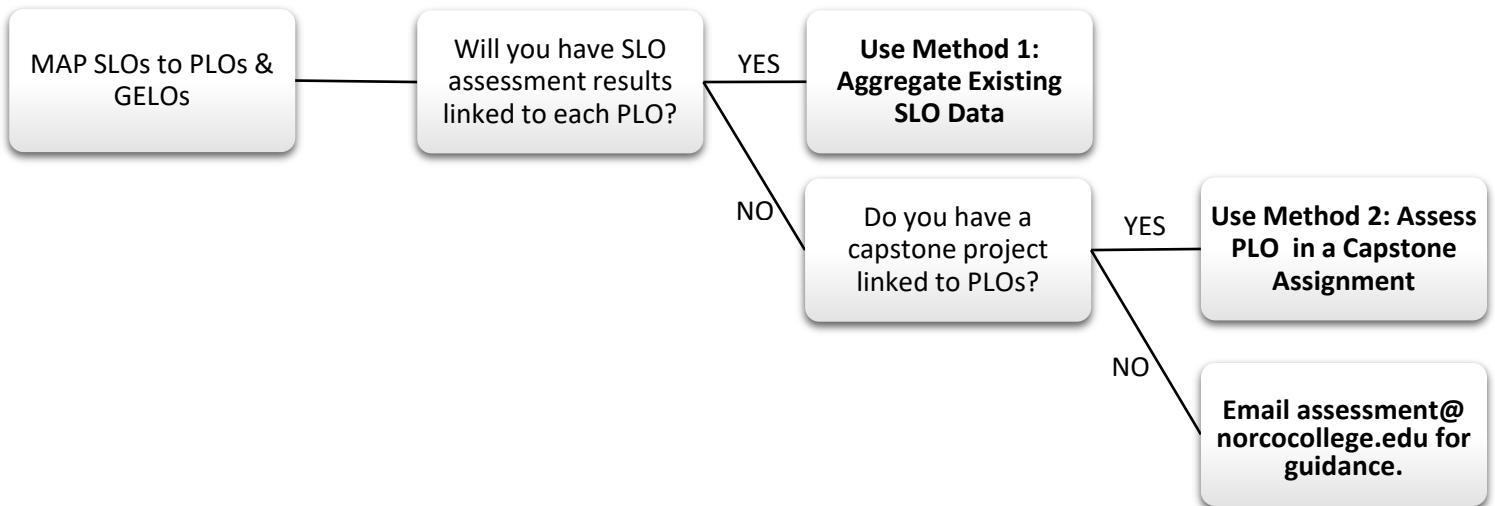 MAP SLOs to PLOs &
GELOs
Will you have SLO
assessment results
linked to each PLO?
YES
Use Method 1:
Aggregate Existing
SLO Data
NO
Do you have a
capstone project
linked to PLOs?
YES
Use Method 2: Assess
PLO in a Capstone
Assignment
NO
Email assessment@
norcocollege.edu for
guidance.